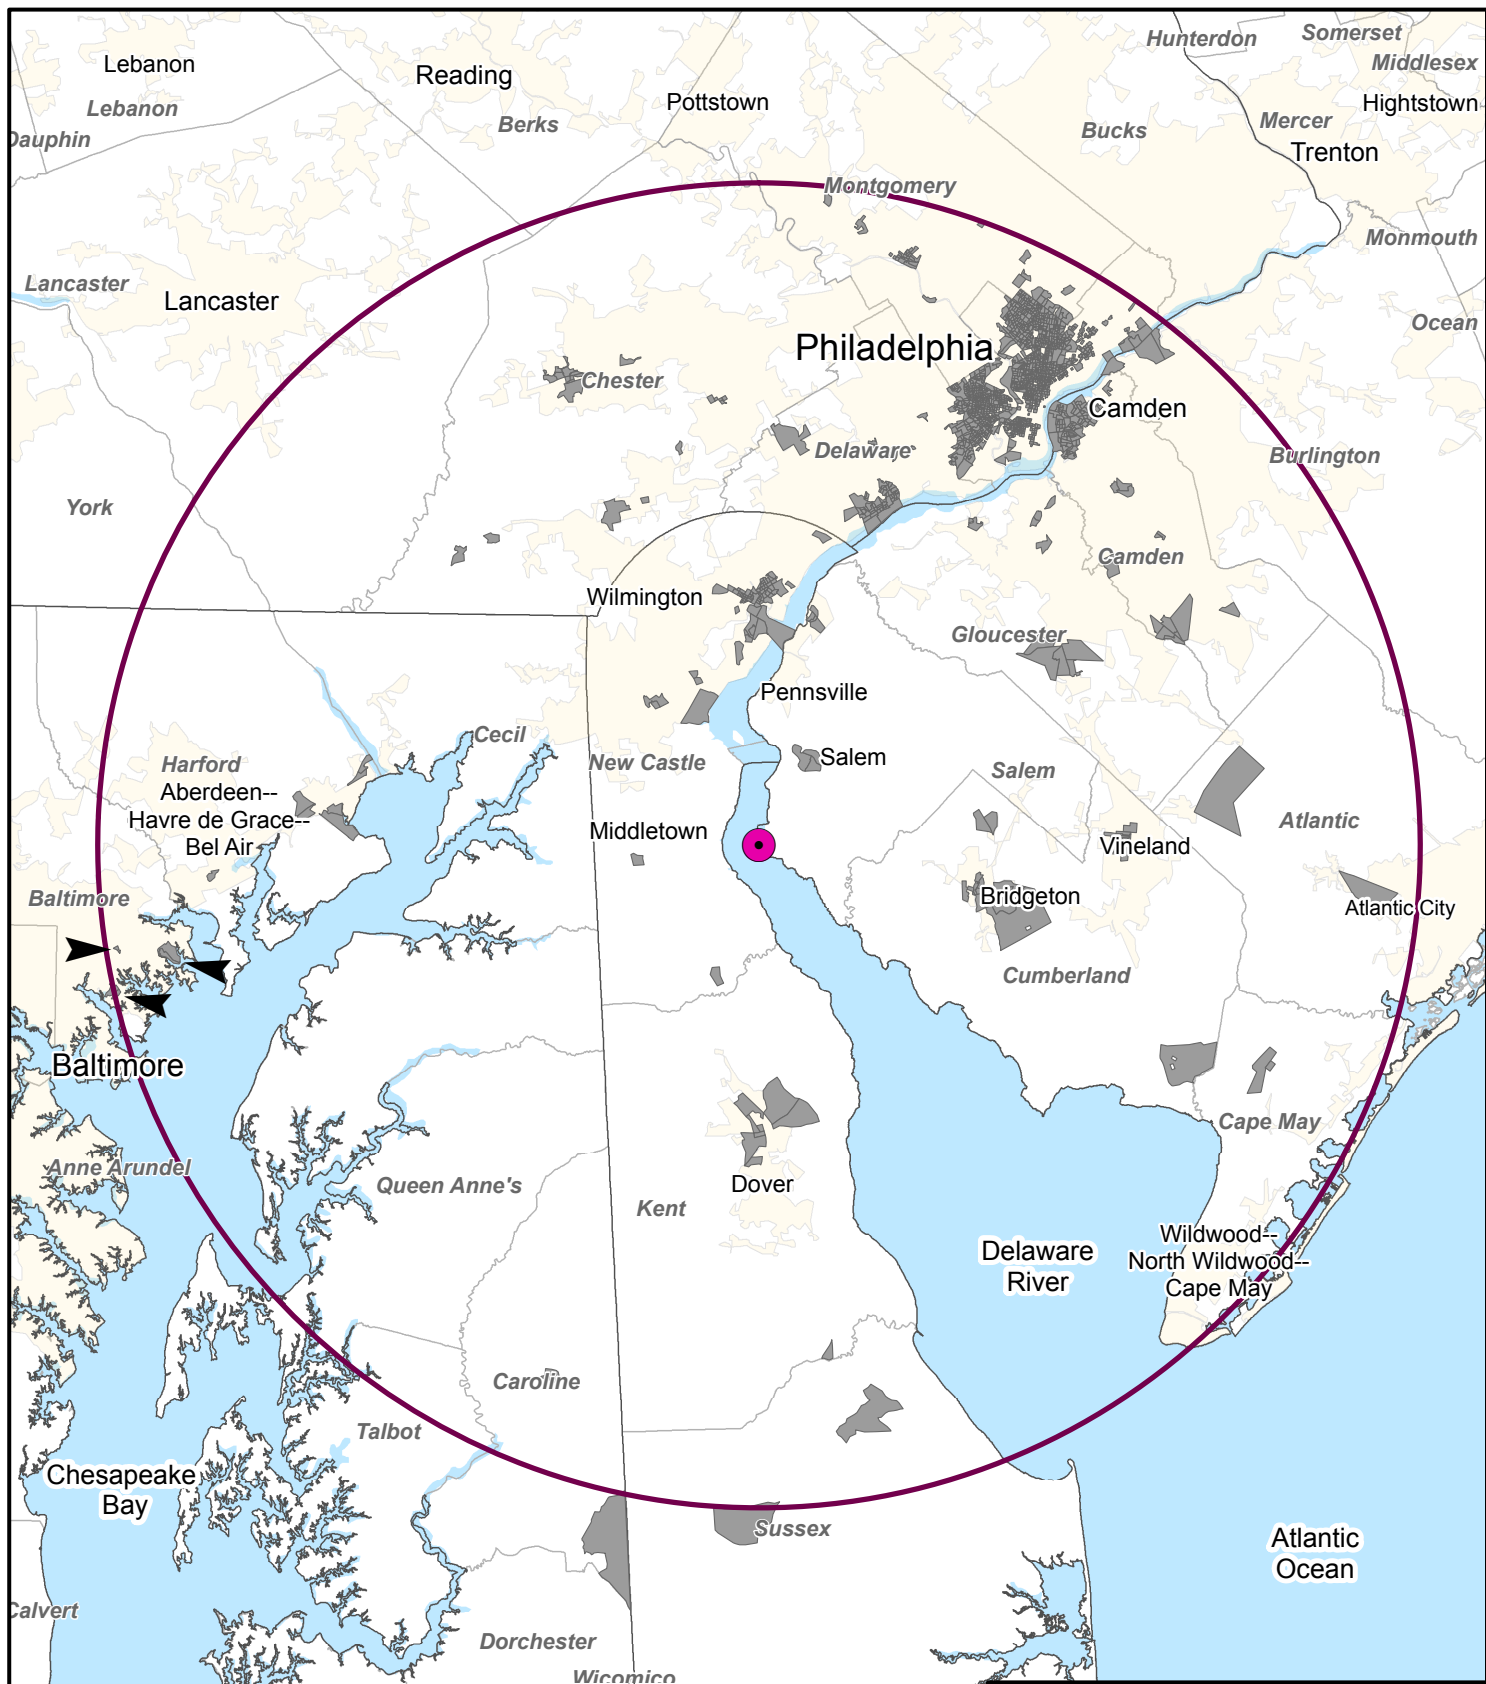 Hunterdon
Somerset
Middlesex
Lebanon
Reading
Pottstown
Hightstown
Lebanon
Berks
Bucks
Mercer
Dauphin
Trenton
Montgomery
Monmouth
Lancaster
Lancaster
Ocean
Philadelphia
Chester
Camden
Delaware
Burlington
York
Camden
Wilmington
Gloucester
Pennsville
Cecil
New Castle
Salem
Salem
Harford
Aberdeen--
Havre de Grace--
Bel Air
Middletown
Atlantic
Vineland
Baltimore
Bridgeton
Atlantic City
Cumberland
Baltimore
Cape May
Anne Arundel
Queen Anne's
Dover
Kent
Delaware
River
Wildwood--
North Wildwood--
Cape May
Caroline
Talbot
Chesapeake
Bay
Sussex
Atlantic
Ocean
Calvert
Dorchester
Wicomico